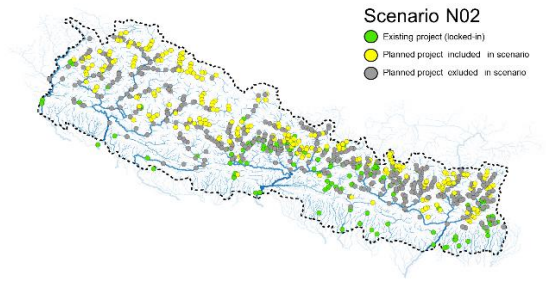 Scenario N02
Existing project (locked-in)
Planned project included in scenario
Planned project exluded in scenario